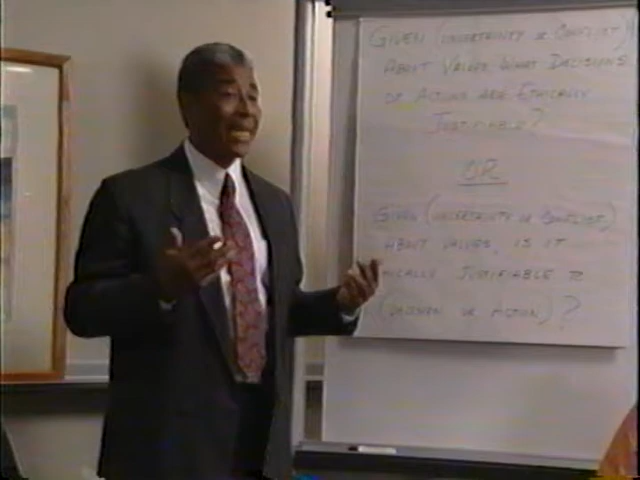 GIVEN (UNCERTAINTY OR CONFLICT)
ABOUT VALUES WHAT DECISIONS
OR ACTIONS ARE ETHICALLY
JUSTIFIABLE?
OR
GIVEN (UNCERTAINTY OR CONFLICT)
ABOUT VALUES, IS IT
JUSTIFIABLE
(DECISION OR ACTION)?